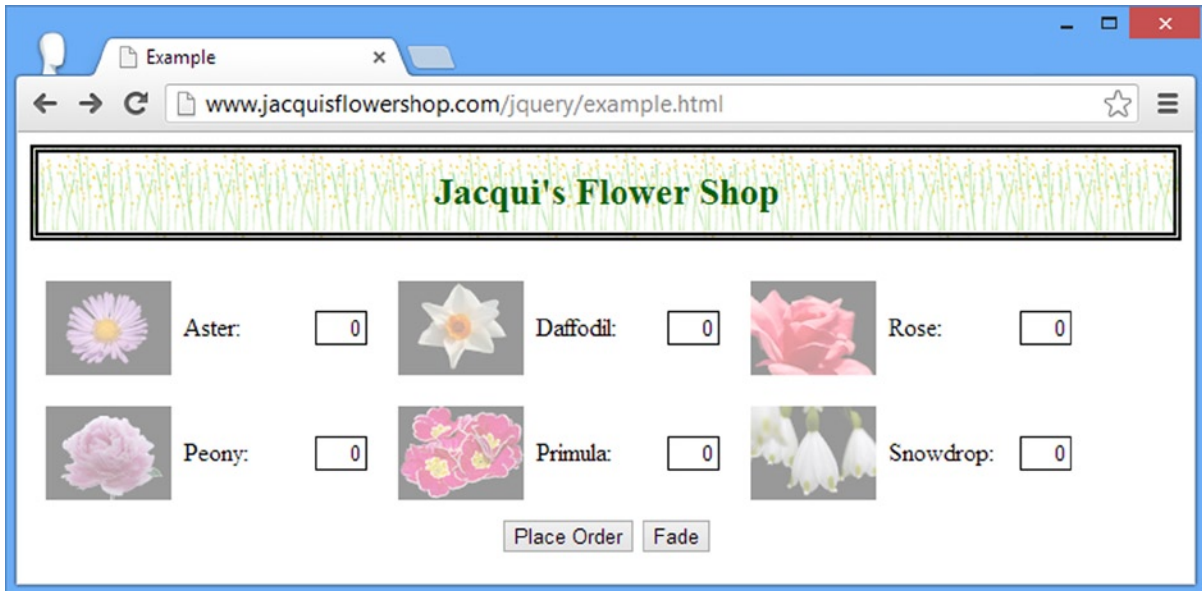 Example
www.jacquisflowershop.com/jquery/example.html
Jacqui's Flower Shop
Aster: 0 Daffodil: 0 Rose: 0
Peony: 0 Primula: 0 Snowdrop: 0
Place Order Fade